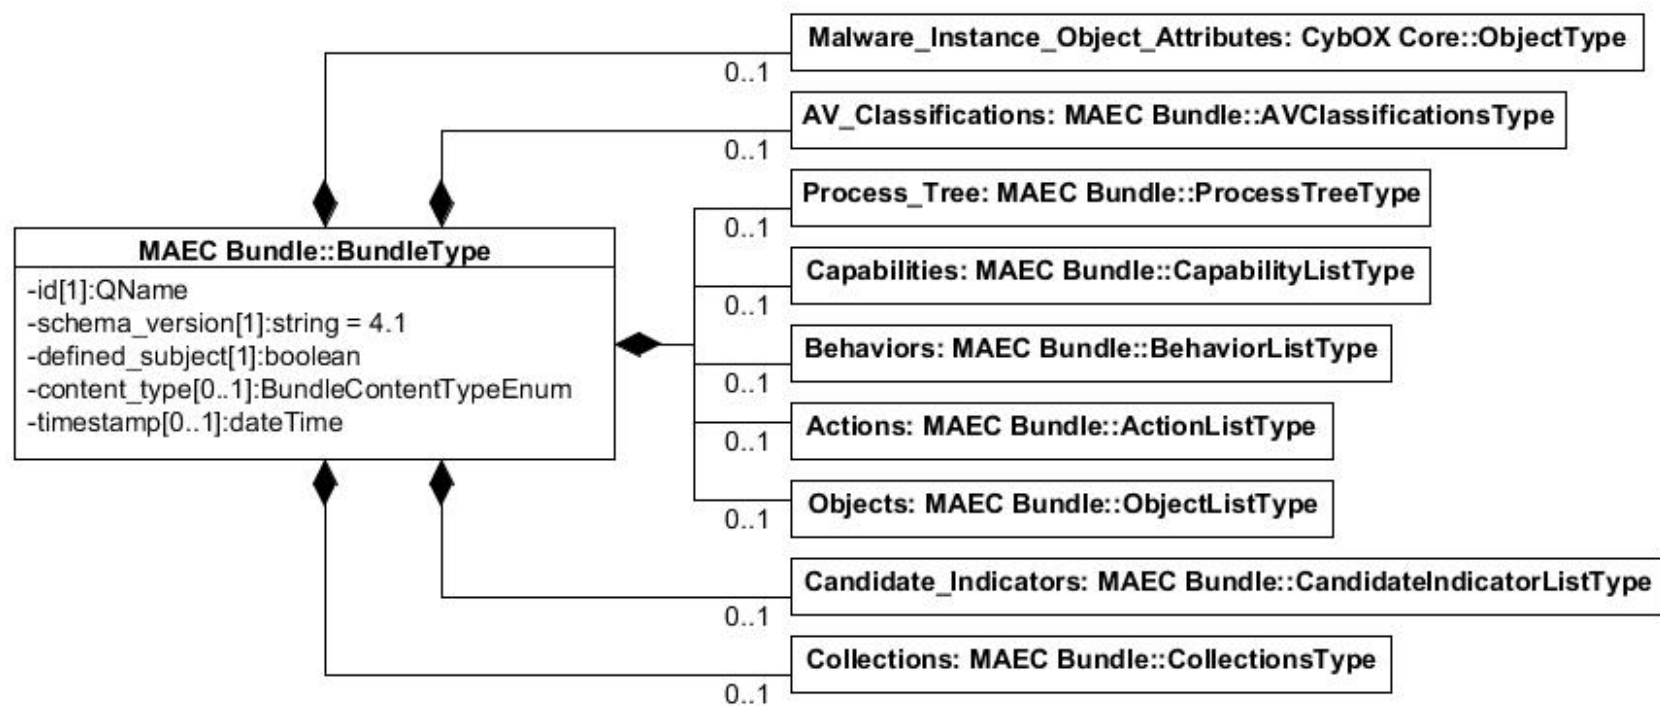 Malware_Instance_Object_Attributes: CybOX Core::ObjectType
0..1
AV_Classifications: MAEC Bundle::AVClassificationsType
0..1
Process_Tree: MAEC Bundle::ProcessTreeType
0..1
MAEC Bundle::BundleType
-id[1]:QName
-schema_version[1]:string = 4.1
-defined_subject[1]:boolean
-content_type[0..1]:BundleContentTypeEnum
-timestamp[0..1]:dateTime
Capabilities: MAEC Bundle::CapabilityListType
0..1
Behaviors: MAEC Bundle::BehaviorListType
0..1
Actions: MAEC Bundle::ActionListType
0..1
Objects: MAEC Bundle::ObjectListType
0..1
Candidate_Indicators: MAEC Bundle::CandidateIndicatorListType
0..1
Collections: MAEC Bundle::CollectionsType
0..1